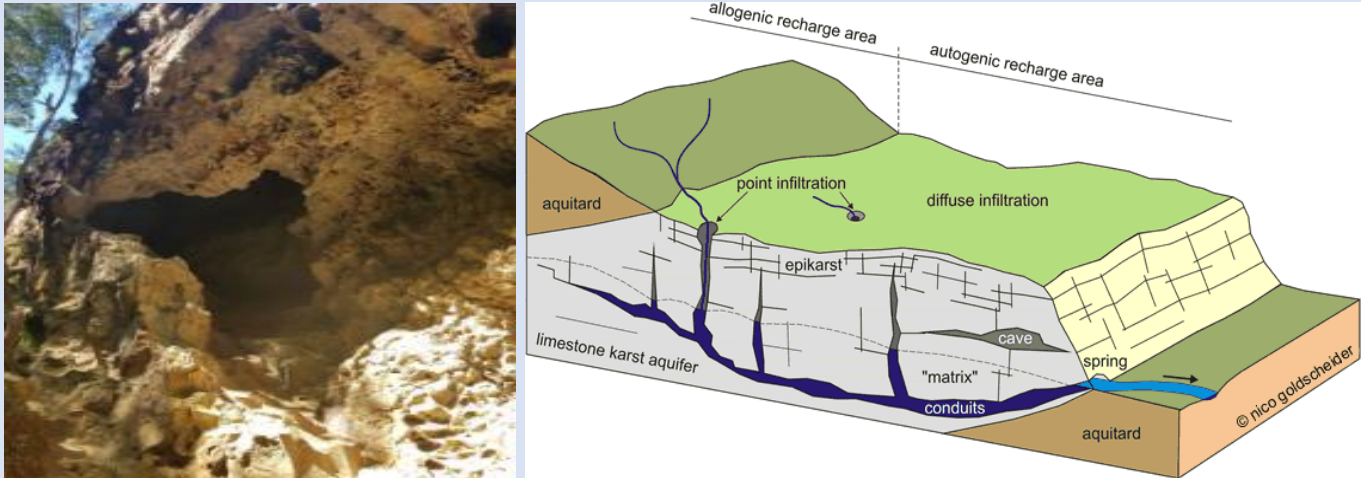 allogenic recharge area
autogenic recharge area
point infiltration
diffuse infiltration
aquitard
epikarst
cave
limestone karst aquifer
"matrix"
spring
conduits
aquitard
© nico goldscheider